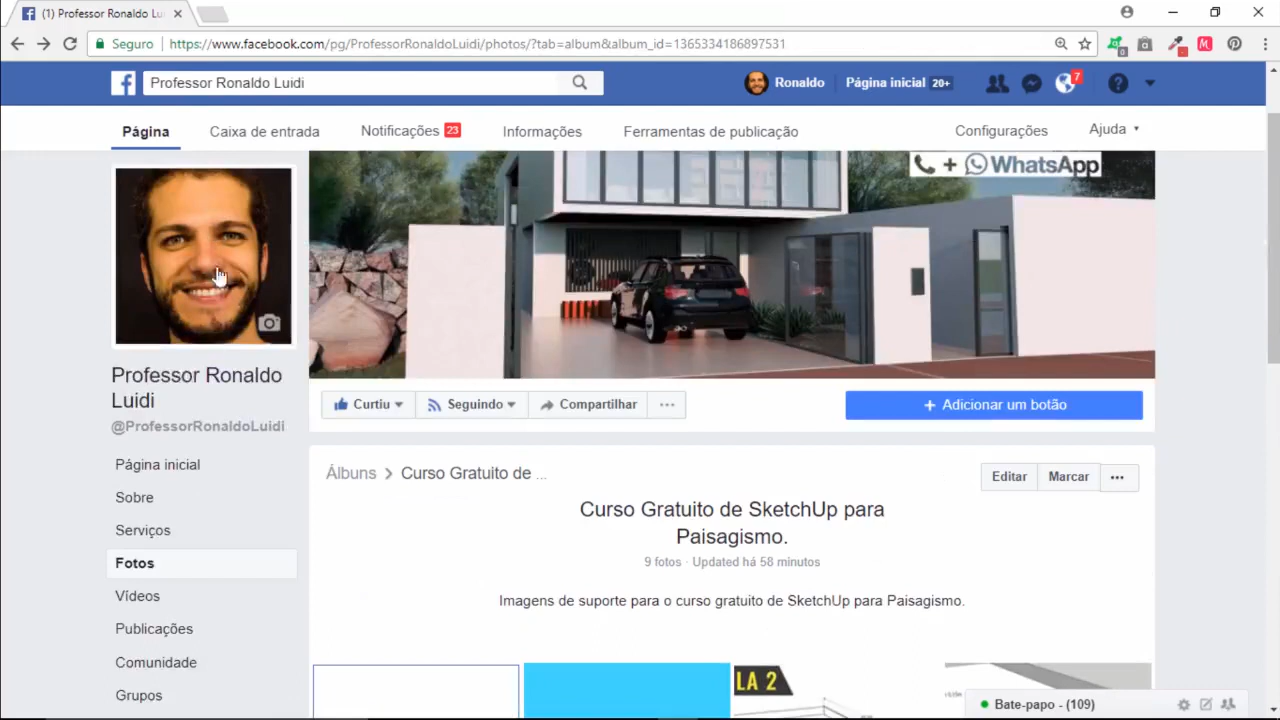 (1) Professor Ronaldo Lu
Seguro
https://www.facebook.com/pg/ProfessorRonaldoLuidi/photos/?tab=album&album_id=1365334186897531
Professor Ronaldo Luidi
Ronaldo
Página inicial 20+
7
Página
Caixa de entrada
Notificações 23
Informações
Ferramentas de publicação
Configurações
Ajuda
+ WhatsApp
Professor Ronaldo
Luidi
@ProfessorRonaldoLuidi
Curtiu
Seguindo
Compartilhar
+ Adicionar um botão
Página inicial
Sobre
Serviços
Fotos
Vídeos
Publicações
Comunidade
Grupos
Álbuns > Curso Gratuito de ...
Editar
Marcar
Curso Gratuito de SketchUp para
Paisagismo.
9 fotos · Updated há 58 minutos
Imagens de suporte para o curso gratuito de SketchUp para Paisagismo.
LA 2
Bate-papo - (109)